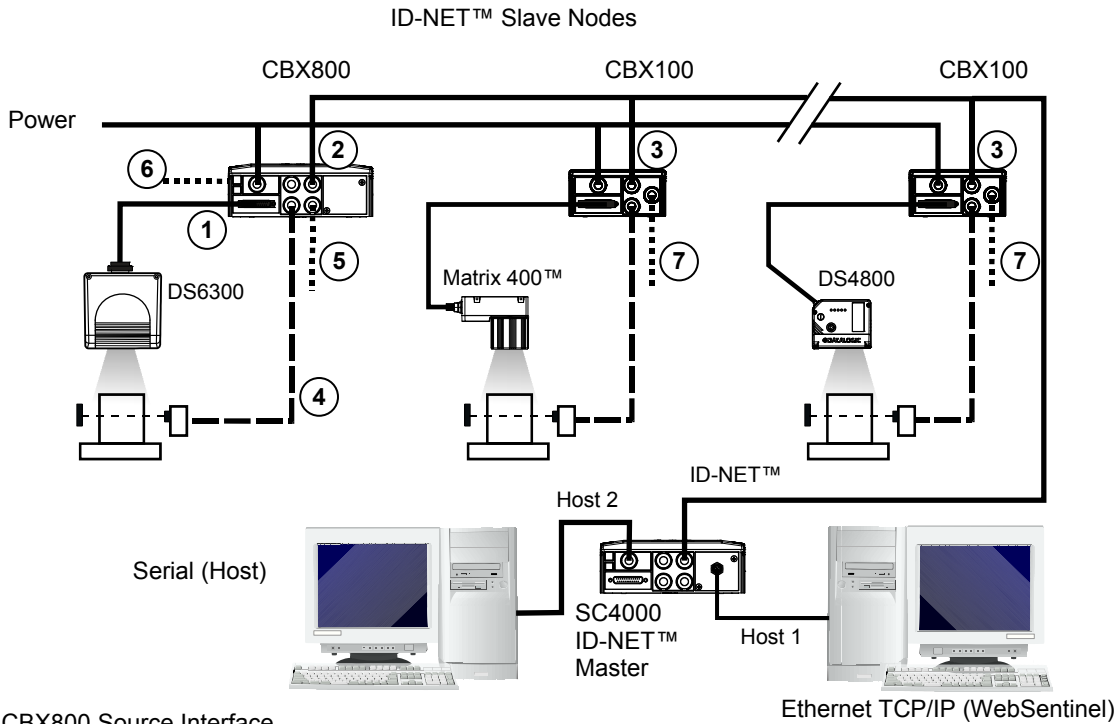 ID-NET™ Slave Nodes
CBX800
CBX100
CBX100
Power
6
2
3
3
1
5
7
7
DS6300
Matrix 400™
DS4800
DATALOGIC
4
ID-NET™
Host 2
Serial (Host)
SC4000
ID-NET™
Master
Host 1
Ethernet TCP/IP (WebSentinel)
CBX800 Source Interface